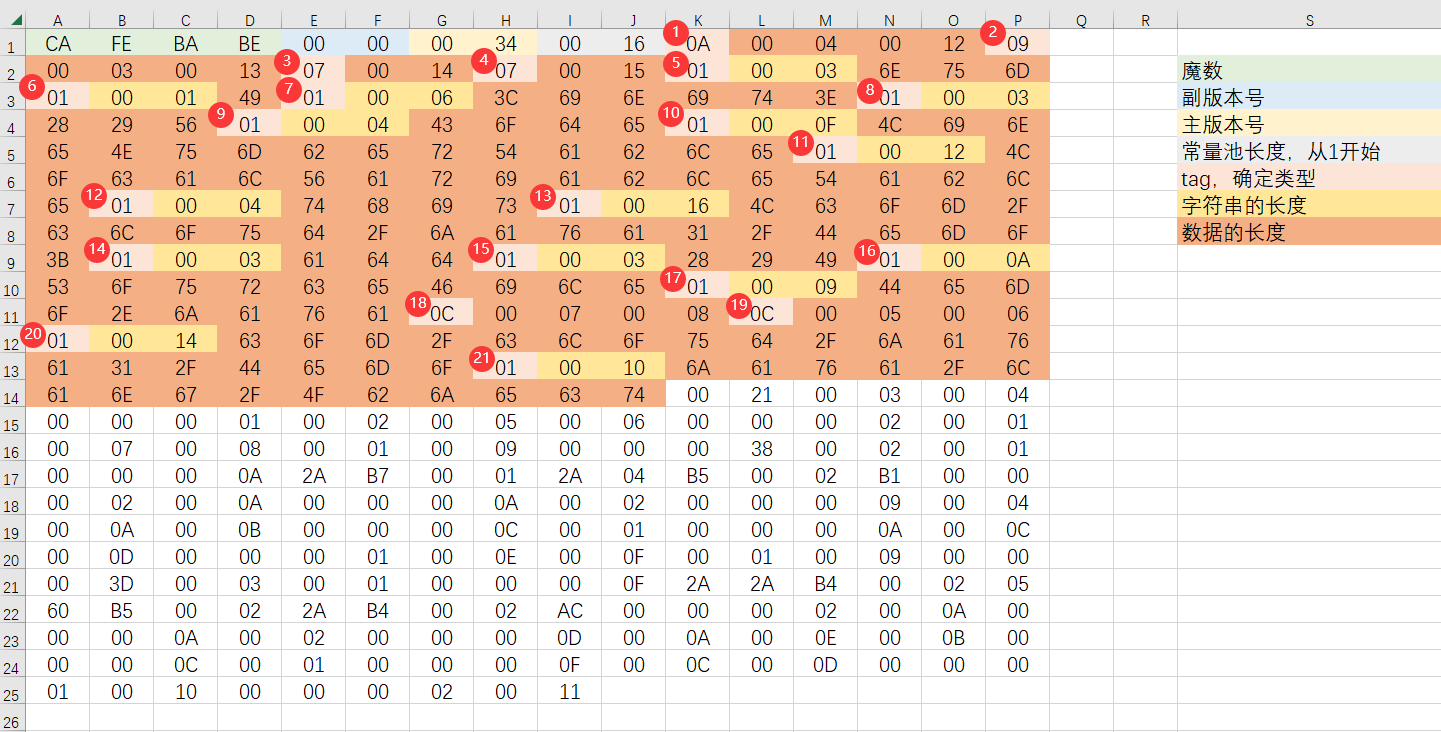 A B C D E F G H I J K L M N O P Q R S
1 2
1 CA FE BA BE 00 00 00 34 00 16 0A 00 04 00 12 09
3 4 5
2 00 03 00 13 07 00 14 07 00 15 01 00 03 6E 75 6D 魔数
6 7 8
3 01 00 01 49 01 00 06 3C 69 6E 69 74 3E 01 00 03 副版本号
9 10
4 28 29 56 01 00 04 43 6F 64 65 01 00 0F 4C 69 6E 主版本号
11
5 65 4E 75 6D 62 65 72 54 61 62 6C 65 01 00 12 4C 常量池长度，从1开始
6 6F 63 61 6C 56 61 72 69 61 62 6C 65 54 61 62 6C tag，确定类型
12 13
7 65 01 00 04 74 68 69 73 01 00 16 4C 63 6F 6D 2F 字符串的长度
8 63 6C 6F 75 64 2F 6A 61 76 61 31 2F 44 65 6D 6F 数据的长度
14 15 16
9 3B 01 00 03 61 64 64 01 00 03 28 29 49 01 00 0A
17
10 53 6F 75 72 63 65 46 69 6C 65 01 00 09 44 65 6D
18 19
11 6F 2E 6A 61 76 61 0C 00 07 00 08 0C 00 05 00 06
20
12 01 00 14 63 6F 6D 2F 63 6C 6F 75 64 2F 6A 61 76
21
13 61 31 2F 44 65 6D 6F 01 00 10 6A 61 76 61 2F 6C
14 61 6E 67 2F 4F 62 6A 65 63 74 00 21 00 03 00 04
15 00 00 00 01 00 02 00 05 00 06 00 00 00 02 00 01
16 00 07 00 08 00 01 00 09 00 00 00 38 00 02 00 01
17 00 00 00 0A 2A B7 00 01 2A 04 B5 00 02 B1 00 00
18 00 02 00 0A 00 00 00 0A 00 02 00 00 00 09 00 04
19 00 0A 00 0B 00 00 00 0C 00 01 00 00 00 0A 00 0C
20 00 0D 00 00 00 01 00 0E 00 0F 00 01 00 09 00 00
21 00 3D 00 03 00 01 00 00 00 0F 2A 2A B4 00 02 05
22 60 B5 00 02 2A B4 00 02 AC 00 00 00 02 00 0A 00
23 00 00 0A 00 02 00 00 00 0D 00 0A 00 0E 00 0B 00
24 00 00 0C 00 01 00 00 00 0F 00 0C 00 0D 00 00 00
25 01 00 10 00 00 00 02 00 11
26